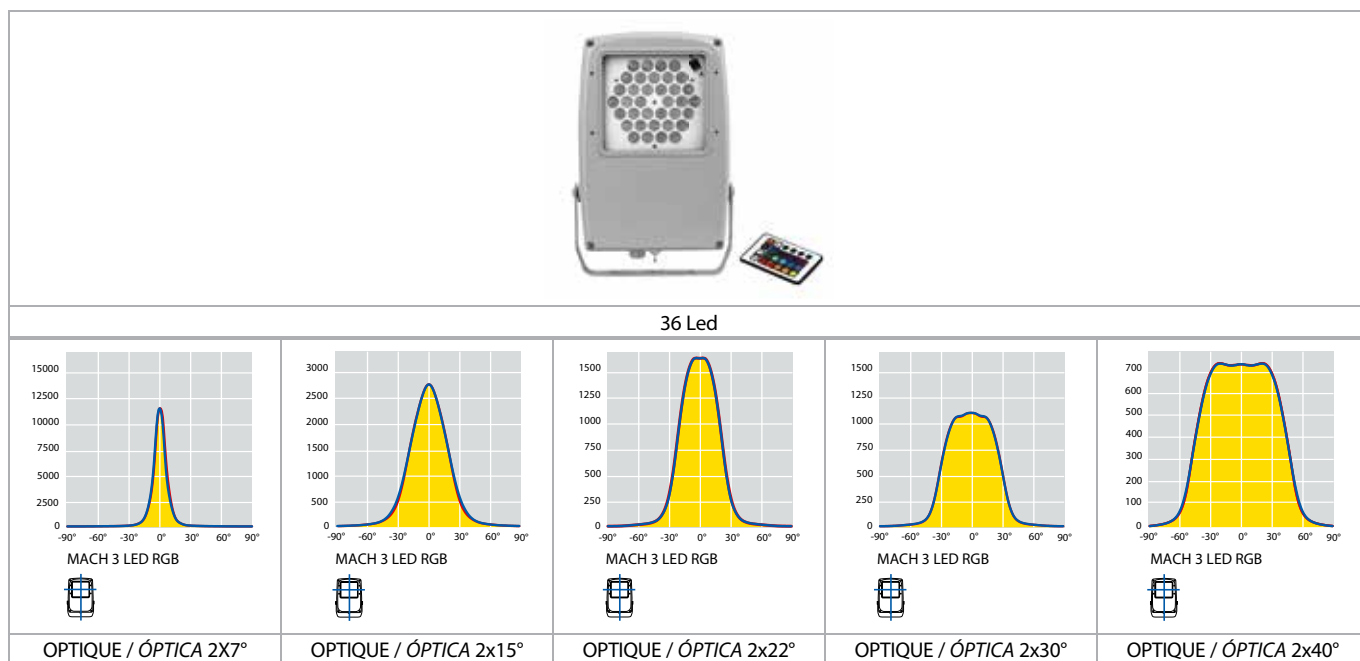 36 Led
15000
12500
10000
7500
5000
2500
0
-90° -60° -30° 0° 30° 60° 90°
MACH 3 LED RGB
OPTIQUE / ÓPTICA 2X7°
3000
2500
2000
1500
1000
500
0
-90° -60° -30° 0° 30° 60° 90°
MACH 3 LED RGB
OPTIQUE / ÓPTICA 2x15°
1500
1250
1000
750
500
250
0
-90° -60° -30° 0° 30° 60° 90°
MACH 3 LED RGB
OPTIQUE / ÓPTICA 2x22°
1500
1250
1000
750
500
250
0
-90° -60° -30° 0° 30° 60° 90°
MACH 3 LED RGB
OPTIQUE / ÓPTICA 2x30°
700
600
500
400
300
200
100
0
-90° -60° -30° 0° 30° 60° 90°
MACH 3 LED RGB
OPTIQUE / ÓPTICA 2x40°